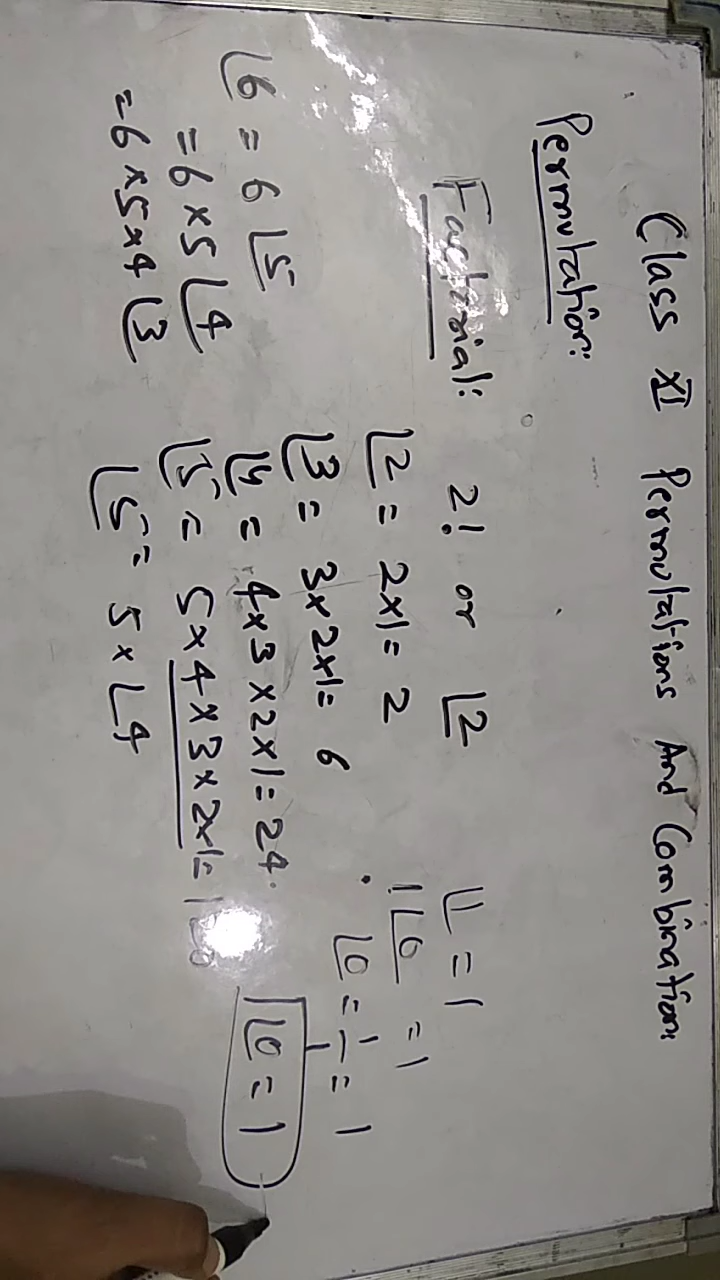 Class XI Permutations And Combinations
Permutation:
Factorial: 2! or ⌊2
⌊2 = 2×1= 2
⌊3 = 3×2×1= 6
⌊4 = 4×3×2×1=24
⌊5 = 5×4×3×2×1=
⌊5 = 5×⌊4
⌊6 = 6⌊5
=6×5⌊4
=6×5×4⌊3
⌊1=1
1⌊0 =1
⌊0 = 1/1 = 1
⌊0=1